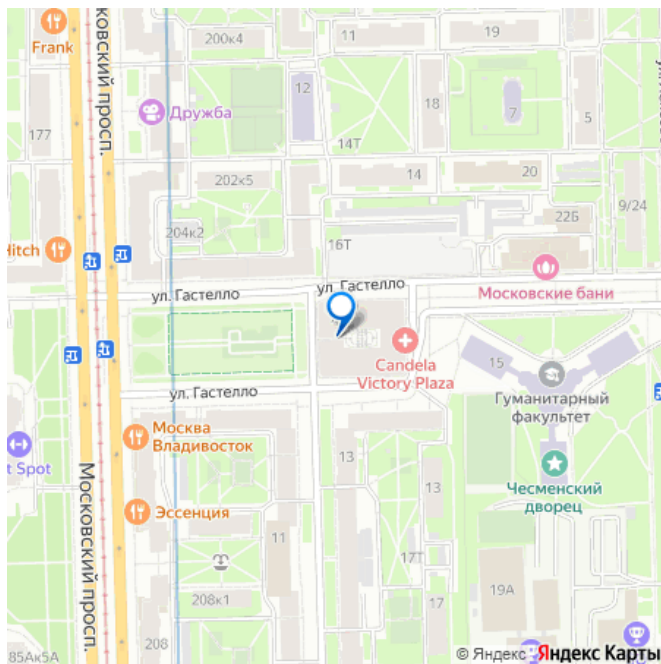 Frank
200к4
11
19
ковский просп.
Дружба
12
18
7
5
177
14Т
202к5
14
20
204к2
22Б
9/24
16Т
Hitch
ул. Гастелло
ул. Гастелло
Московские бани
Candela
Victory Plaza
15
Гуманитарный
факультет
ул. Гастелло
Москва
Владивосток
t Spot
13
13
Чесменский
дворец
Московский просп.
Эссенция
11
17Т
19А
208к1
17
208
85Ак5А
© Яндекс Яндекс Карты